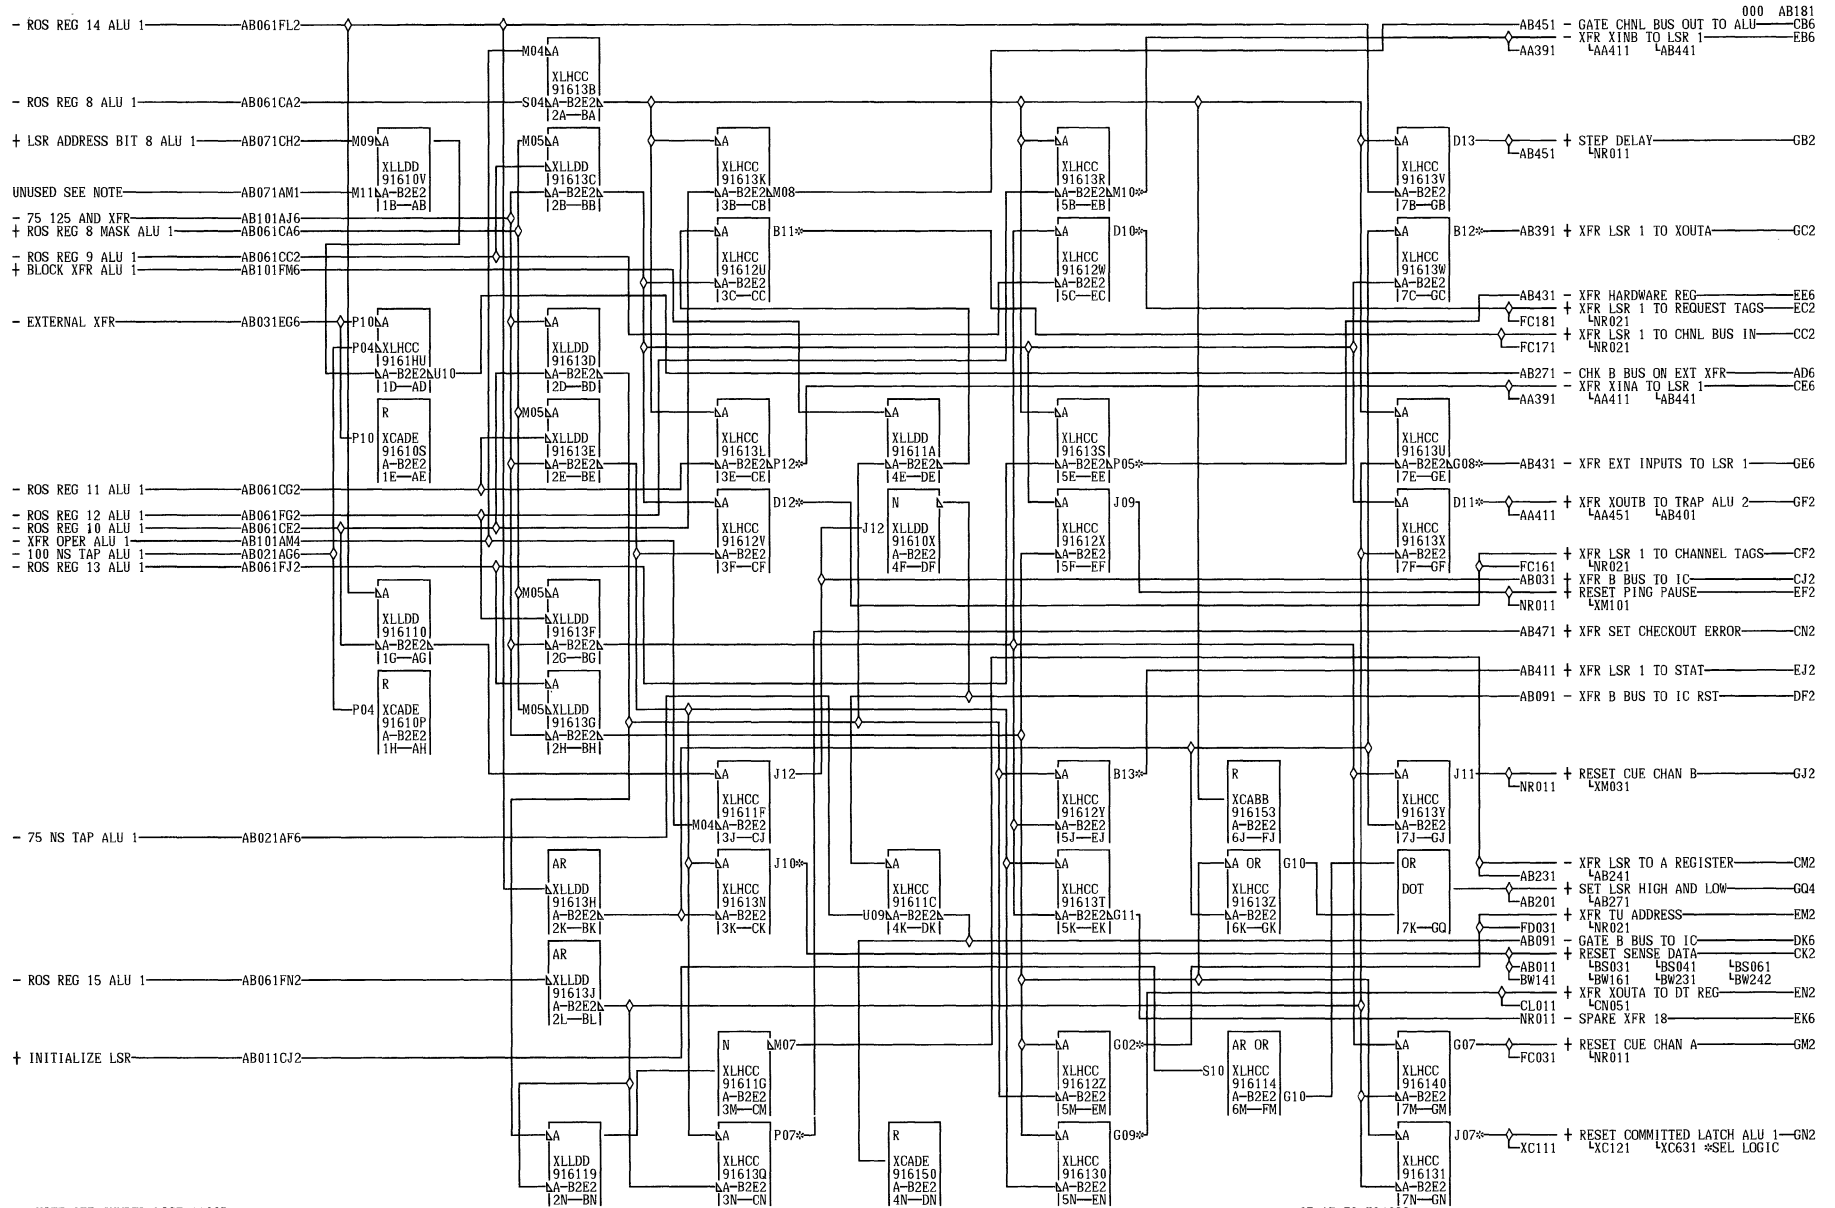 000 AB181
- ROS REG 14 ALU 1 AB061FL2
AB451 - GATE CHNL BUS OUT TO ALU CB6
- XFR XINB TO LSR 1 EB6
AA391 AA411 AB441
M04 A
XLHCC
91613B
- ROS REG 8 ALU 1 AB061CA2
S04 A-B2E2
2A BA
+ LSR ADDRESS BIT 8 ALU 1 AB071CH2
M09 A
XLLDD
91610V
UNUSED SEE NOTE AB071AM1
M11 A-B2E2
1B AB
M05 A
XLLDD
91613C
A-B2E2
2B BB
A
XLHCC
91613K
A-B2E2 M08
3B CB
A
XLHCC
91613R
A-B2E2 M10*
5B EB
A D13
XLHCC
91613V
A-B2E2
7B GB
+ STEP DELAY GB2
AB451 NR011
- 75 125 AND XFR AB101AJ6
+ ROS REG 8 MASK ALU 1 AB061CA6
- ROS REG 9 ALU 1 AB061CC2
+ BLOCK XFR ALU 1 AB101FM6
A B11*
XLHCC
91612U
A-B2E2
3C CC
A D10*
XLHCC
91612W
A-B2E2
5C EC
A B12*
XLHCC
91613W
A-B2E2
7C GC
AB391 + XFR LSR 1 TO XOUTA GC2
AB431 - XFR HARDWARE REG EE6
+ XFR LSR 1 TO REQUEST TAGS EC2
FC181 NR021
+ XFR LSR 1 TO CHNL BUS IN CC2
FC171 NR021
AB271 - CHK B BUS ON EXT XFR AD6
- XFR XINA TO LSR 1 CE6
AA391 AA411 AB441
- EXTERNAL XFR AB031EG6
P10 A
P04 XLHCC
9161HU
A-B2E2 U10
1D AD
A
XLLDD
91613D
A-B2E2
2D BD
R
P10 XCADE
91610S
A-B2E2
1E AE
M05 A
XLLDD
91613E
A-B2E2
2E BE
A
XLHCC
91613L
A-B2E2 P12*
3E CE
A
XLLDD
91611A
A-B2E2
4E DE
A
XLHCC
91613S
A-B2E2 P05*
5E EE
A
XLHCC
91613U
A-B2E2 G08*
7E GE
AB431 - XFR EXT INPUTS TO LSR 1 GE6
- ROS REG 11 ALU 1 AB061CG2
- ROS REG 12 ALU 1 AB061FG2
- ROS REG 10 ALU 1 AB061CE2
- XFR OPER ALU 1 AB101AM4
- 100 NS TAP ALU 1 AB021AG6
- ROS REG 13 ALU 1 AB061FJ2
A D12*
XLHCC
91612V
A-B2E2
3F CF
N
J12 XLLDD
91610X
A-B2E2
4F DF
A J09
XLHCC
91612X
A-B2E2
5F EF
A D11*
XLHCC
91613X
A-B2E2
7F GF
+ XFR XOUTB TO TRAP ALU 2 GF2
AA411 AA451 AB401
+ XFR LSR 1 TO CHANNEL TAGS CF2
FC161 NR021
AB031 + XFR B BUS TO IC CJ2
+ RESET PING PAUSE EF2
NR011 XM101
AB471 + XFR SET CHECKOUT ERROR CN2
AB411 + XFR LSR 1 TO STAT EJ2
AB091 - XFR B BUS TO IC RST DF2
A
XLLDD
916110
A-B2E2
1G AG
M05 A
XLLDD
91613F
A-B2E2
2G BG
R
P04 XCADE
91610P
A-B2E2
1H AH
A
M05 XLLDD
91613G
A-B2E2
2H BH
A J12
XLHCC
91611F
M04 A-B2E2
3J CJ
A B13*
XLHCC
91612Y
A-B2E2
5J EJ
R
XCABB
916153
A-B2E2
6J FJ
A J11
XLHCC
91613Y
A-B2E2
7J GJ
+ RESET CUE CHAN B GJ2
NR011 XM031
- 75 NS TAP ALU 1 AB021AF6
AR
XLLDD
91613H
A-B2E2
2K BK
A J10*
XLHCC
91613N
A-B2E2
3K CK
A
XLLDD
91611C
U09 A-B2E2
4K DK
A
XLHCC
91613T
A-B2E2 G11
5K EK
A OR G10
XLHCC
91613Z
A-B2E2
6K GK
OR
DOT
7K GQ
- XFR LSR TO A REGISTER CM2
AB231 AB241
+ SET LSR HIGH AND LOW GQ4
AB201 AB271
+ XFR TU ADDRESS EM2
FD031 NR021
AB091 - GATE B BUS TO IC DK6
+ RESET SENSE DATA CK2
AB011 BS031 BS041 BS061
BW141 BW161 BW231 BW242
+ XFR XOUTA TO DT REG EN2
CL011 CN051
NR011 - SPARE XFR 18 EK6
- ROS REG 15 ALU 1 AB061FN2
AR
XLLDD
91613J
A-B2E2
2L BL
+ INITIALIZE LSR AB011CJ2
N M07
XLHCC
91611G
A-B2E2
3M CM
A G02*
XLHCC
91612Z
A-B2E2
5M EM
AR OR
S10 XLHCC
916114
A-B2E2 G10
6M FM
A G07
XLHCC
916140
A-B2E2
7M GM
+ RESET CUE CHAN A GM2
FC031 NR011
A
XLLDD
916119
A-B2E2
2N BN
A P07*
XLHCC
91613Q
A-B2E2
3N CN
R
XCADE
916150
A-B2E2
4N DN
A G09*
XLHCC
916130
A-B2E2
5N EN
A J07*
XLHCC
916131
A-B2E2
7N GN
+ RESET COMMITTED LATCH ALU 1 GN2
XC111 XC121 XC631 *SEL LOGIC